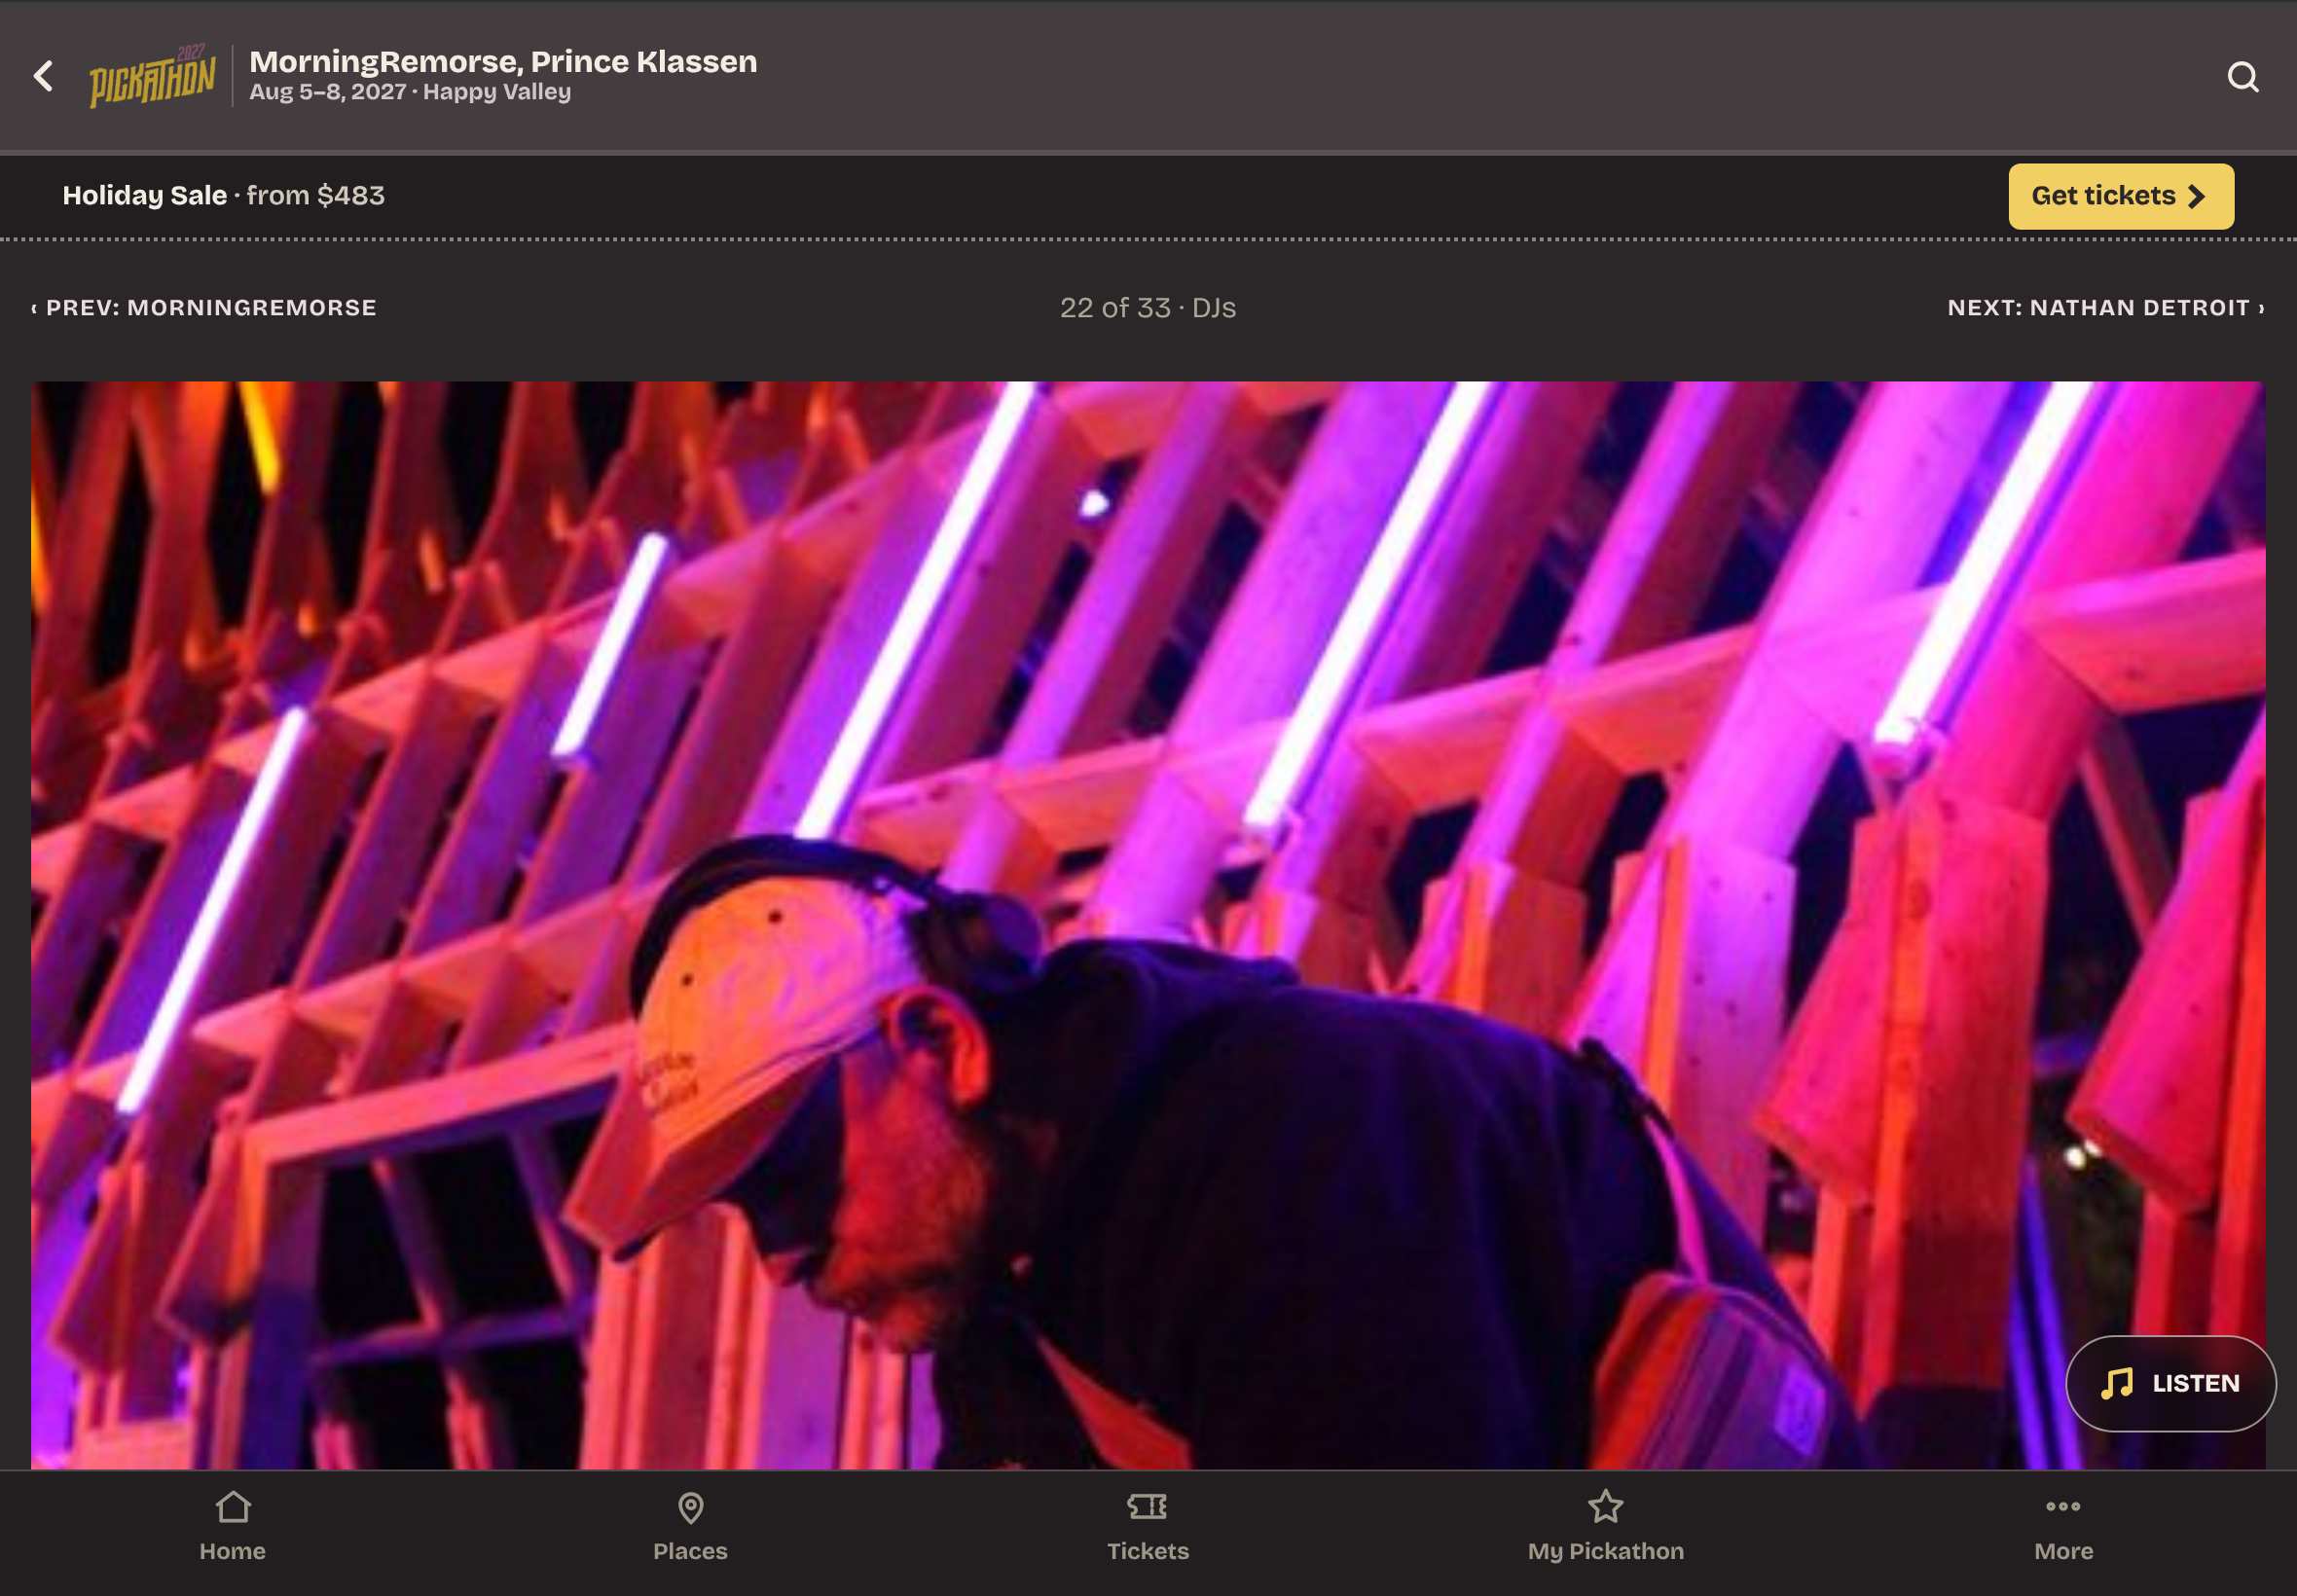 2027
PICKATHON
MorningRemorse, Prince Klassen
Aug 5–8, 2027 · Happy Valley
Holiday Sale · from $483
Get tickets
‹ PREV: MORNINGREMORSE
22 of 33 · DJs
NEXT: NATHAN DETROIT ›
LISTEN
Home
Places
Tickets
My Pickathon
More